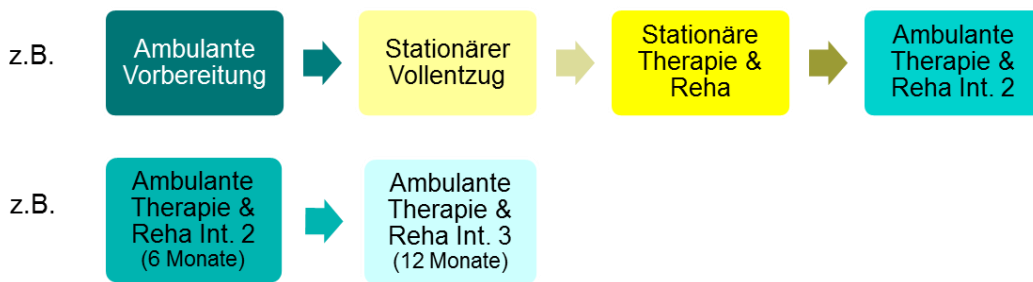 z.B.
Ambulante
Vorbereitung
Stationärer
Vollentzug
Stationäre
Therapie &
Reha
Ambulante
Therapie &
Reha Int. 2
z.B.
Ambulante
Therapie &
Reha Int. 2
(6 Monate)
Ambulante
Therapie &
Reha Int. 3
(12 Monate)